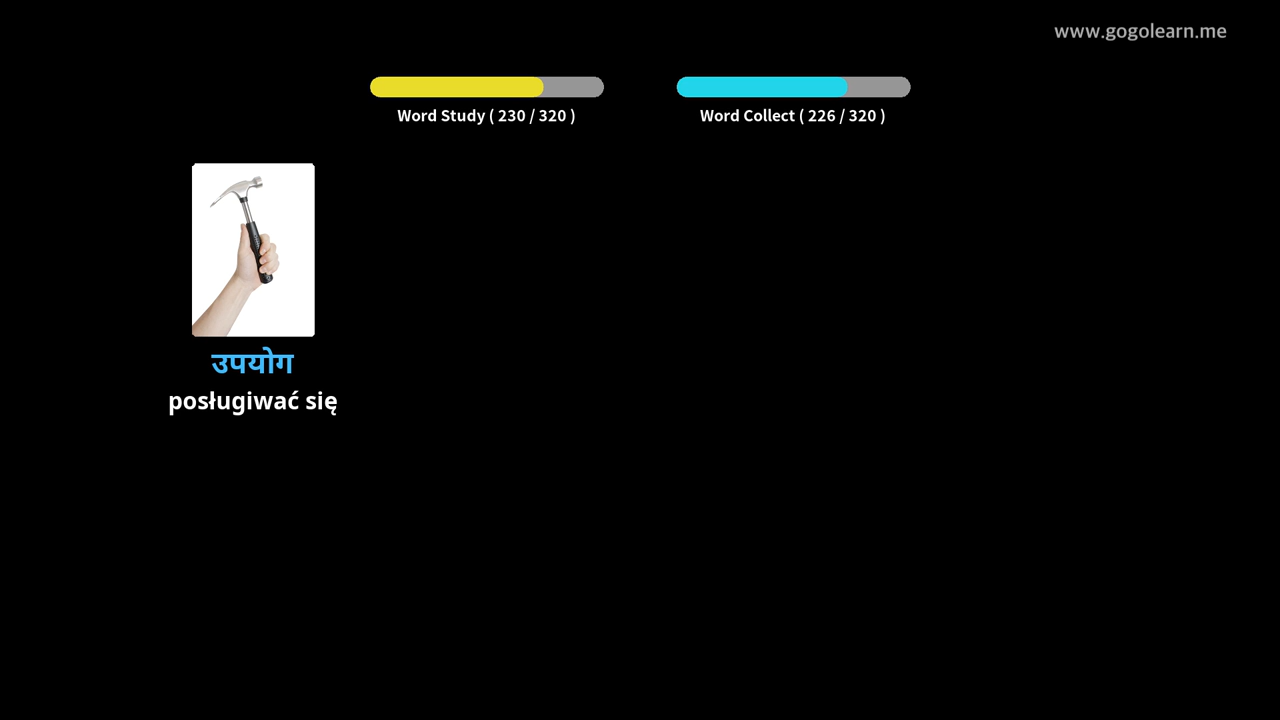 www.gogolearn.me
Word Study ( 230 / 320 )
Word Collect ( 226 / 320 )
उपयोग
posługiwać się